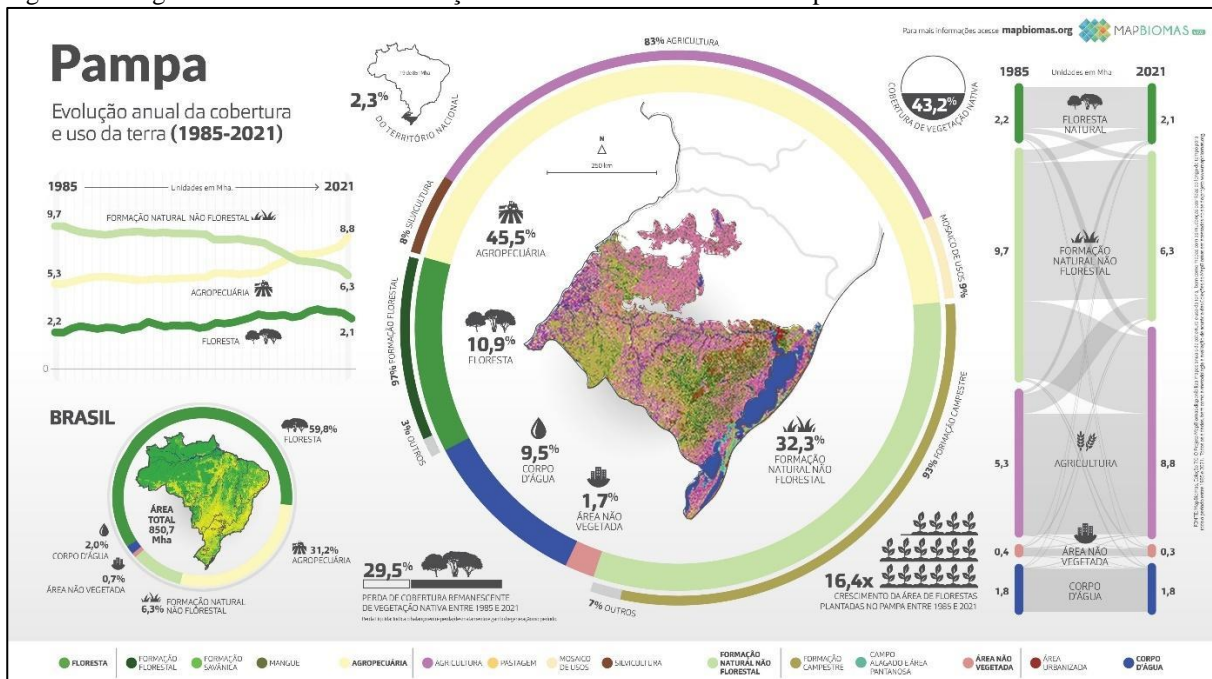 Para mais informações acesse mapbiomas.org
MAPBIOMAS
Pampa
Evolução anual da cobertura
e uso da terra (1985-2021)
2,3%
DO TERRITÓRIO NACIONAL
1985
Unidades em Mha.
2021
9,7
FORMAÇÃO NATURAL NÃO FLORESTAL
8,8
5,3
AGROPECUÁRIA
6,3
2,2
FLORESTA
2,1
0
BRASIL
59,8%
FLORESTA
ÁREA
TOTAL
850,7
Mha
2,0%
CORPO D'ÁGUA
0,7%
ÁREA NÃO VEGETADA
31,2%
AGROPECUÁRIA
6,3%
FORMAÇÃO NATURAL
NÃO FLORESTAL
83% AGRICULTURA
8% SILVICULTURA
97% FORMAÇÃO FLORESTAL
3% OUTROS
MOSAICO DE USOS 9%
93% FORMAÇÃO CAMPESTRE
7% OUTROS
N
250 km
45,5%
AGROPECUÁRIA
10,9%
FLORESTA
9,5%
CORPO
D'ÁGUA
1,7%
ÁREA NÃO
VEGETADA
32,3%
FORMAÇÃO
NATURAL NÃO
FLORESTAL
29,5%
PERDA DE COBERTURA REMANESCENTE
DE VEGETAÇÃO NATIVA ENTRE 1985 E 2021
16,4x
CRESCIMENTO DA ÁREA DE FLORESTAS
PLANTADAS NO PAMPA ENTRE 1985 E 2021
43,2%
COBERTURA DE VEGETAÇÃO NATIVA
1985
Unidades em Mha
2021
2,2
FLORESTA
NATURAL
2,1
9,7
FORMAÇÃO
NATURAL NÃO
FLORESTAL
6,3
5,3
AGRICULTURA
8,8
0,4
ÁREA NÃO
VEGETADA
0,3
1,8
CORPO
D'ÁGUA
1,8
FLORESTA
FORMAÇÃO
FLORESTAL
FORMAÇÃO
SAVÂNICA
MANGUE
AGROPECUÁRIA
AGRICULTURA
PASTAGEM
MOSAICO
DE USOS
SILVICULTURA
FORMAÇÃO
NATURAL NÃO
FLORESTAL
FORMAÇÃO
CAMPESTRE
CAMPO
ALAGADO E ÁREA
PANTANOSA
ÁREA NÃO
VEGETADA
ÁREA
URBANIZADA
CORPO
D'ÁGUA